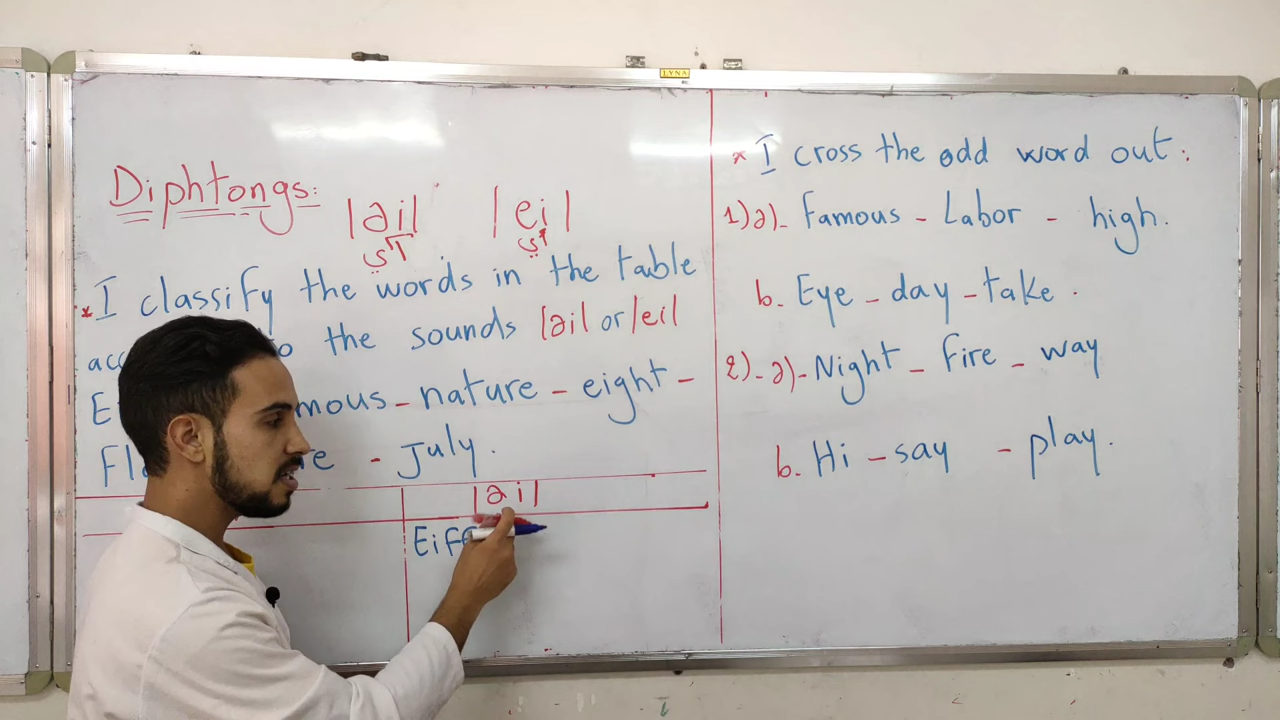 LYNA
Diphtongs: |ai| |ei|
آي اي
* I classify the words in the table
acc to the sounds |ai| or |ei|
mous - nature - eight -
re - July.
|ai|
Eiff
* I cross the odd word out:
1) a) - Famous - Labor - high.
b. Eye - day - take.
2) - a) - Night - Fire - way
b. Hi - say - play.